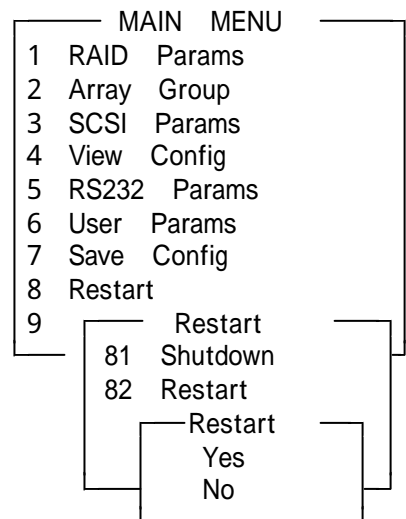 MAIN MENU
1 RAID Params
2 Array Group
3 SCSI Params
4 View Config
5 RS232 Params
6 User Params
7 Save Config
8 Restart
9 Restart
81 Shutdown
82 Restart
Restart
Yes
No